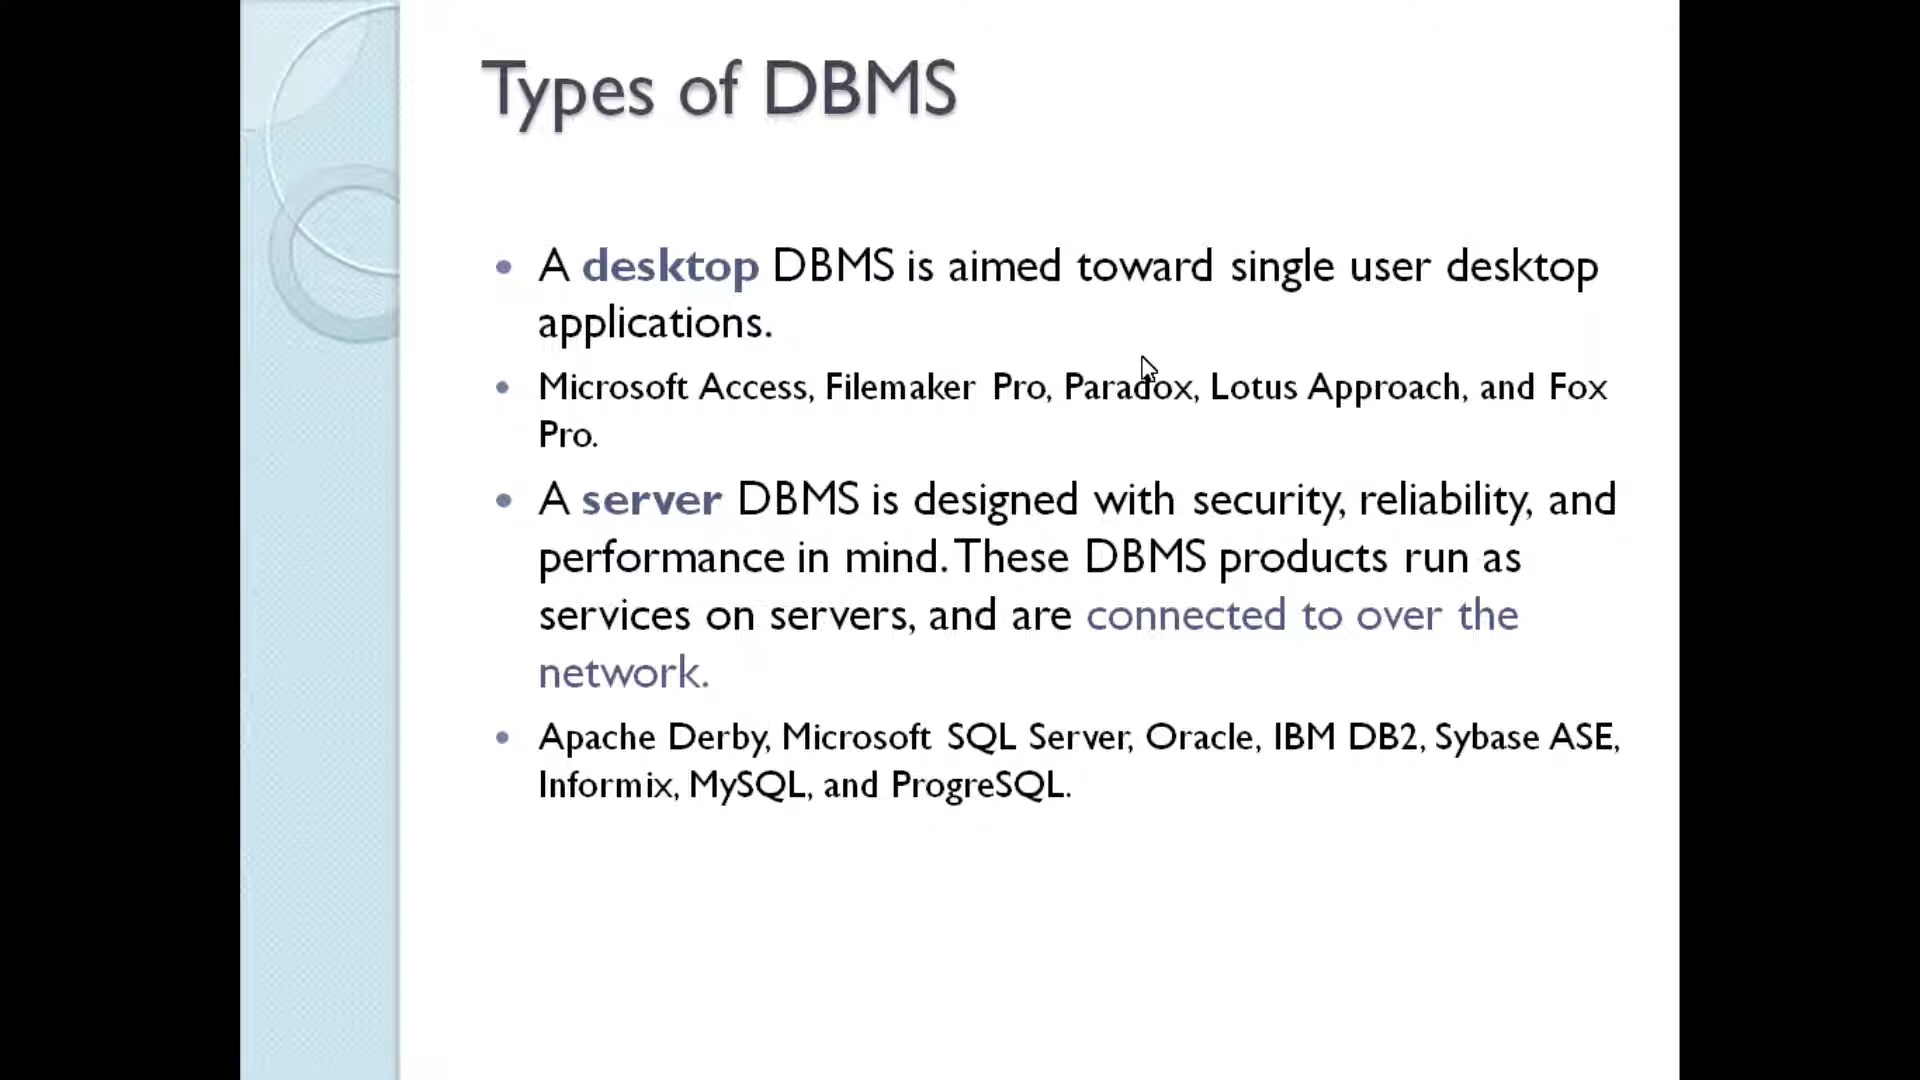 Types of DBMS
• A desktop DBMS is aimed toward single user desktop
applications.
• Microsoft Access, Filemaker Pro, Paradox, Lotus Approach, and Fox
Pro.
• A server DBMS is designed with security, reliability, and
performance in mind. These DBMS products run as
services on servers, and are connected to over the
network.
• Apache Derby, Microsoft SQL Server, Oracle, IBM DB2, Sybase ASE,
Informix, MySQL, and ProgreSQL.